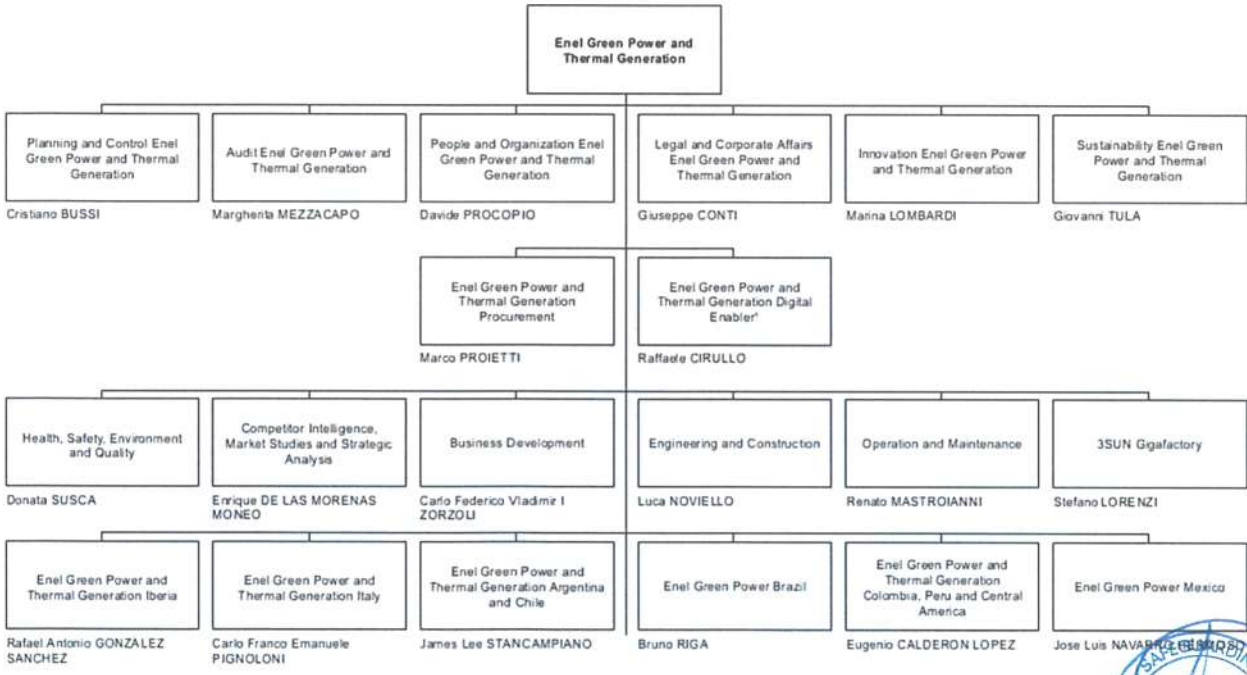 Enel Green Power and
Thermal Generation
Planning and Control Enel
Green Power and Thermal
Generation
Cristiano BUSSI
Audit Enel Green Power and
Thermal Generation
Margherita MEZZACAPO
People and Organization Enel
Green Power and Thermal
Generation
Davide PROCOPIO
Legal and Corporate Affairs
Enel Green Power and
Thermal Generation
Giuseppe CONTI
Innovation Enel Green Power
and Thermal Generation
Marina LOMBARDI
Sustainability Enel Green
Power and Thermal
Generation
Giovanni TULA
Enel Green Power and
Thermal Generation
Procurement
Marco PROIETTI
Enel Green Power and
Thermal Generation Digital
Enabler*
Raffaele CIRULLO
Health, Safety, Environment
and Quality
Donata SUSCA
Competitor Intelligence,
Market Studies and Strategic
Analysis
Enrique DE LAS MORENAS
MONEO
Business Development
Carlo Federico Vladimir I
ZORZOLI
Engineering and Construction
Luca NOVIELLO
Operation and Maintenance
Renato MASTROIANNI
3SUN Gigafactory
Stefano LORENZI
Enel Green Power and
Thermal Generation Iberia
Rafael Antonio GONZALEZ
SANCHEZ
Enel Green Power and
Thermal Generation Italy
Carlo Franco Emanuele
PIGNOLONI
Enel Green Power and
Thermal Generation Argentina
and Chile
James Lee STANCAMPIANO
Enel Green Power Brazil
Bruno RIGA
Enel Green Power and
Thermal Generation
Colombia, Peru and Central
America
Eugenio CALDERON LOPEZ
Enel Green Power Mexico
Jose Luis NAVARRO HERMOSO